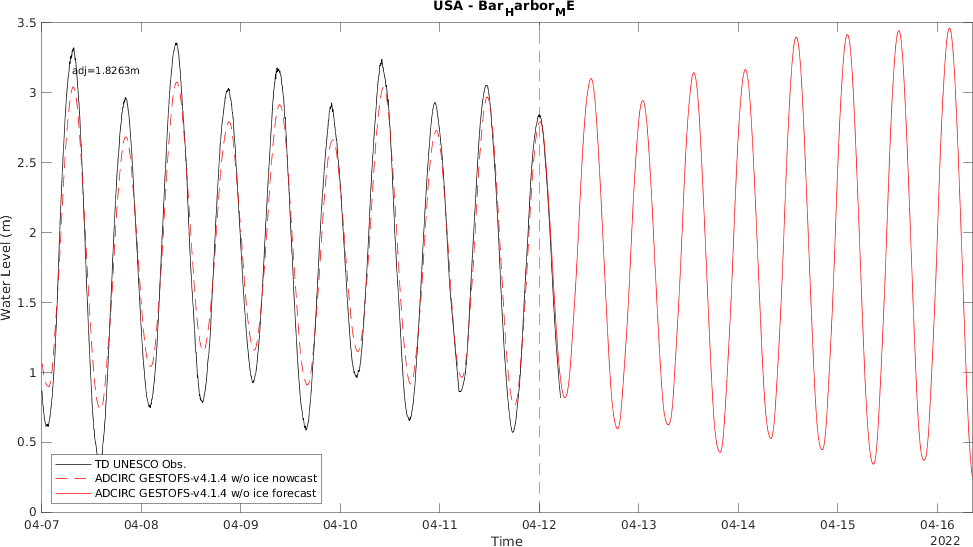 USA - Bar_Harbor_ME
3.5
adj=1.8263m
3
2.5
2
1.5
1
0.5
0
Water Level (m)
TD UNESCO Obs.
ADCIRC GESTOFS-v4.1.4 w/o ice nowcast
ADCIRC GESTOFS-v4.1.4 w/o ice forecast
04-07 04-08 04-09 04-10 04-11 04-12 04-13 04-14 04-15 04-16
Time 2022